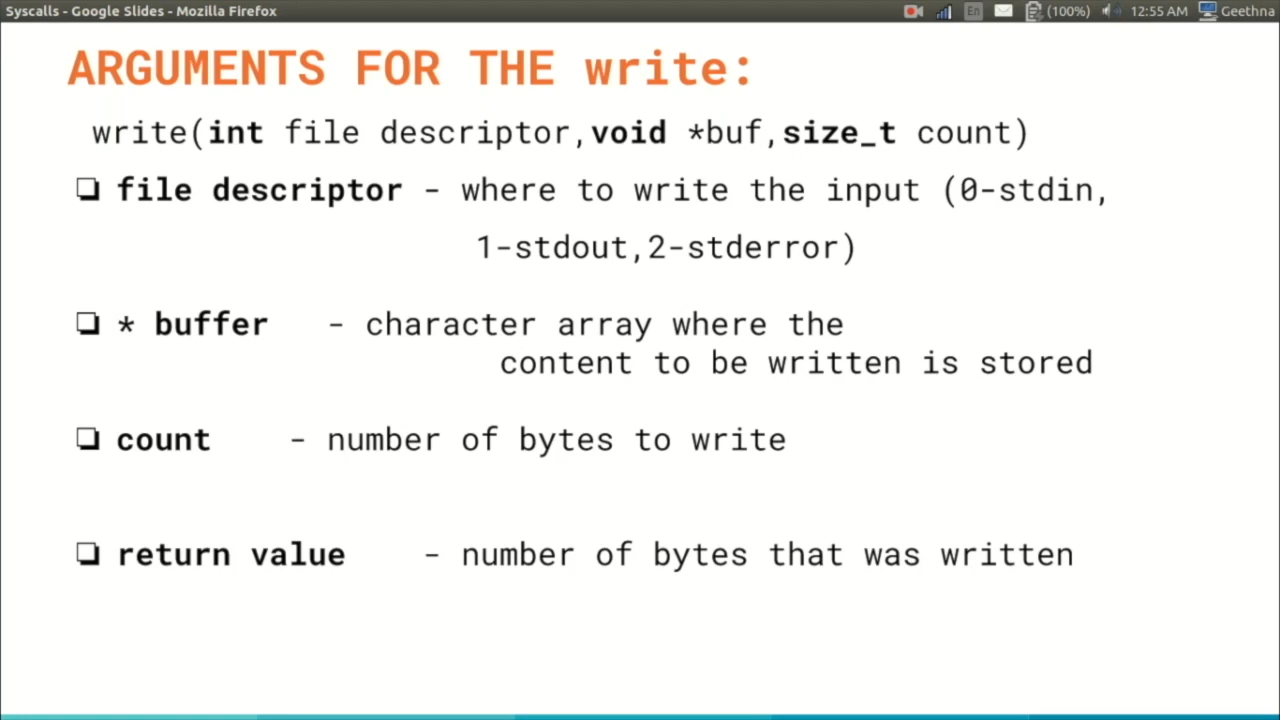 Syscalls - Google Slides - Mozilla Firefox En (100%) 12:55 AM Geethna
ARGUMENTS FOR THE write:
write(int file descriptor,void *buf,size_t count)
❑ file descriptor - where to write the input (0-stdin,
1-stdout,2-stderror)
❑ * buffer - character array where the
content to be written is stored
❑ count - number of bytes to write
❑ return value - number of bytes that was written